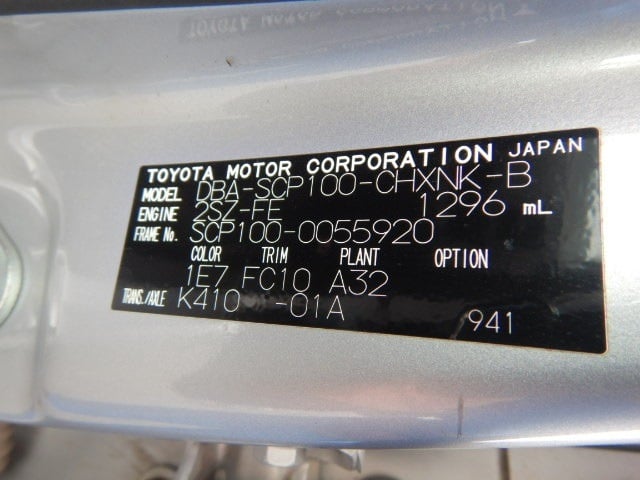 TOYOTA MOTOR CORPORATION JAPAN
MODEL DBA-SCP100-CHXNK-B
ENGINE 2SZ-FE 1296 mL
FRAME No. SCP100-0055920
COLOR TRIM PLANT OPTION
1E7 FC10 A32
TRANS./AXLE K410 -01A
941